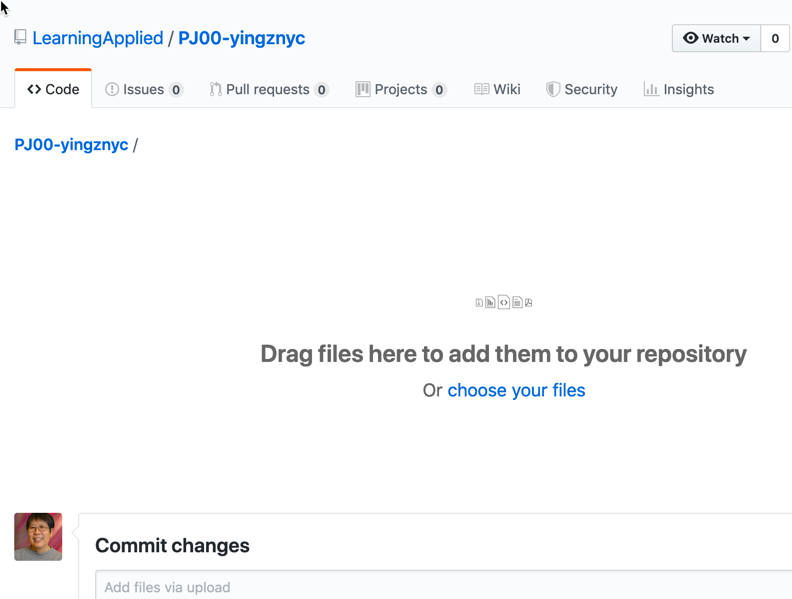 LearningApplied / PJ00-yingznyc
Watch 0
Code Issues 0 Pull requests 0 Projects 0 Wiki Security Insights
PJ00-yingznyc /
Drag files here to add them to your repository
Or choose your files
Commit changes
Add files via upload